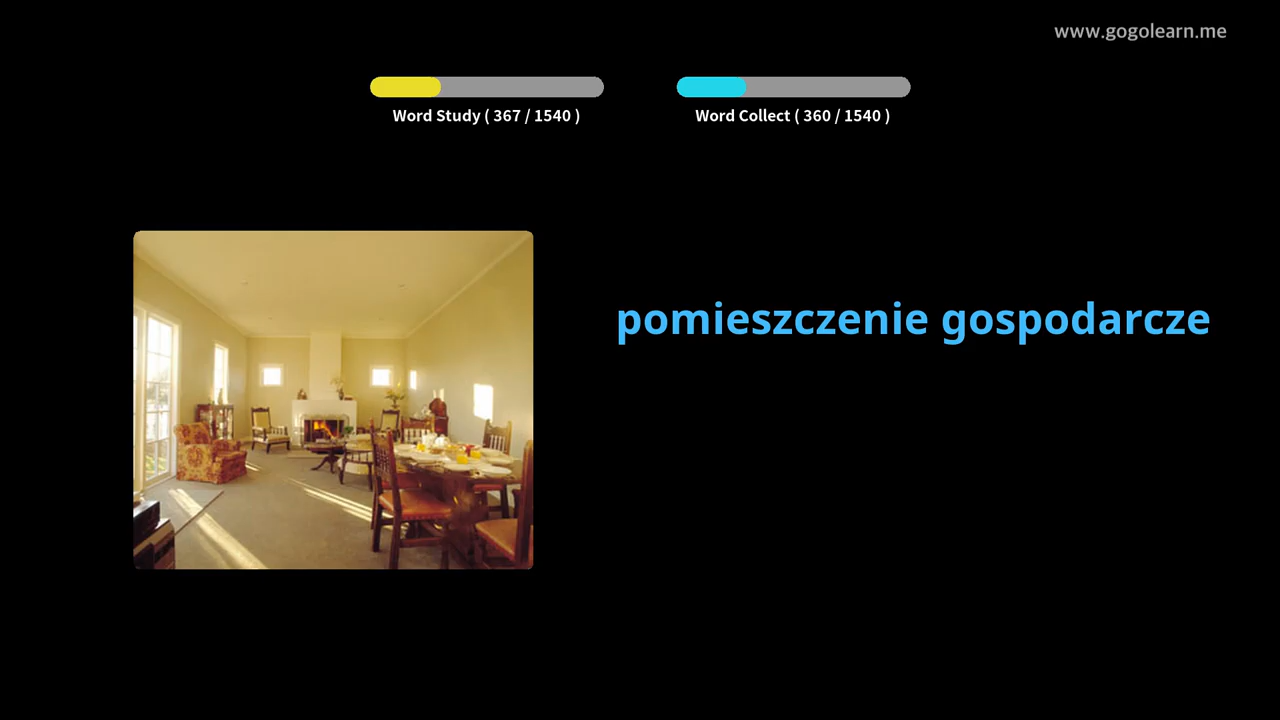 www.gogolearn.me
Word Study ( 367 / 1540 )
Word Collect ( 360 / 1540 )
pomieszczenie gospodarcze